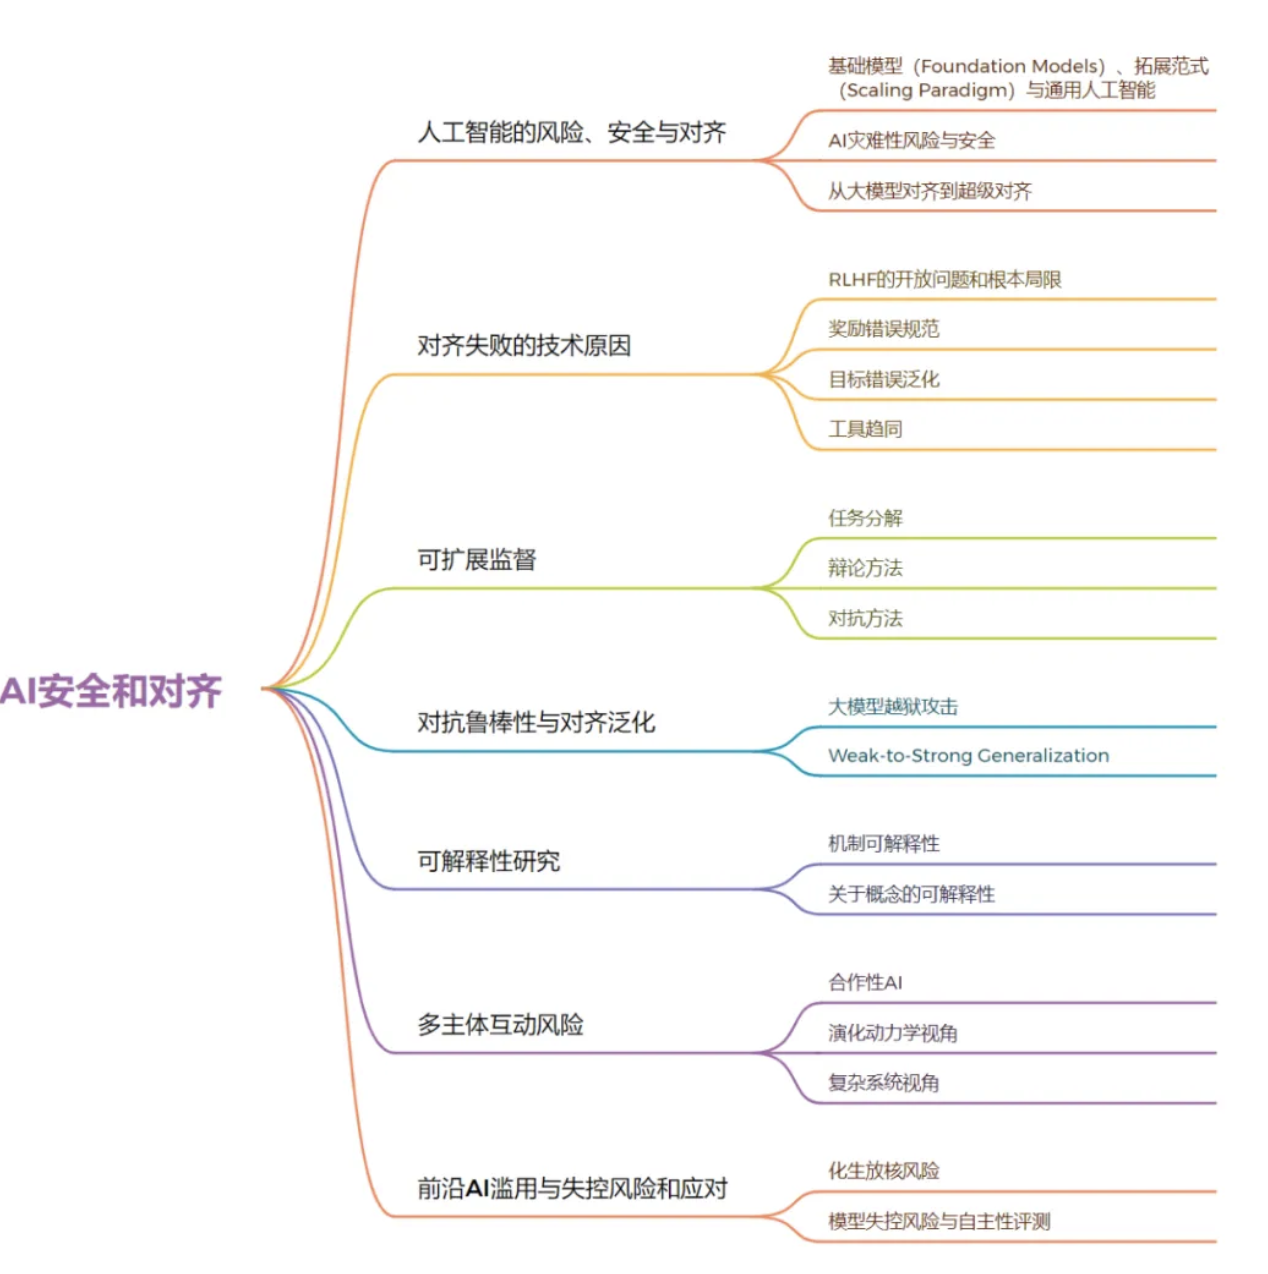 AI安全和对齐
人工智能的风险、安全与对齐
基础模型（Foundation Models）、拓展范式
（Scaling Paradigm）与通用人工智能
AI灾难性风险与安全
从大模型对齐到超级对齐
对齐失败的技术原因
RLHF的开放问题和根本局限
奖励错误规范
目标错误泛化
工具趋同
可扩展监督
任务分解
辩论方法
对抗方法
对抗鲁棒性与对齐泛化
大模型越狱攻击
Weak-to-Strong Generalization
可解释性研究
机制可解释性
关于概念的可解释性
多主体互动风险
合作性AI
演化动力学视角
复杂系统视角
前沿AI滥用与失控风险和应对
化生放核风险
模型失控风险与自主性评测